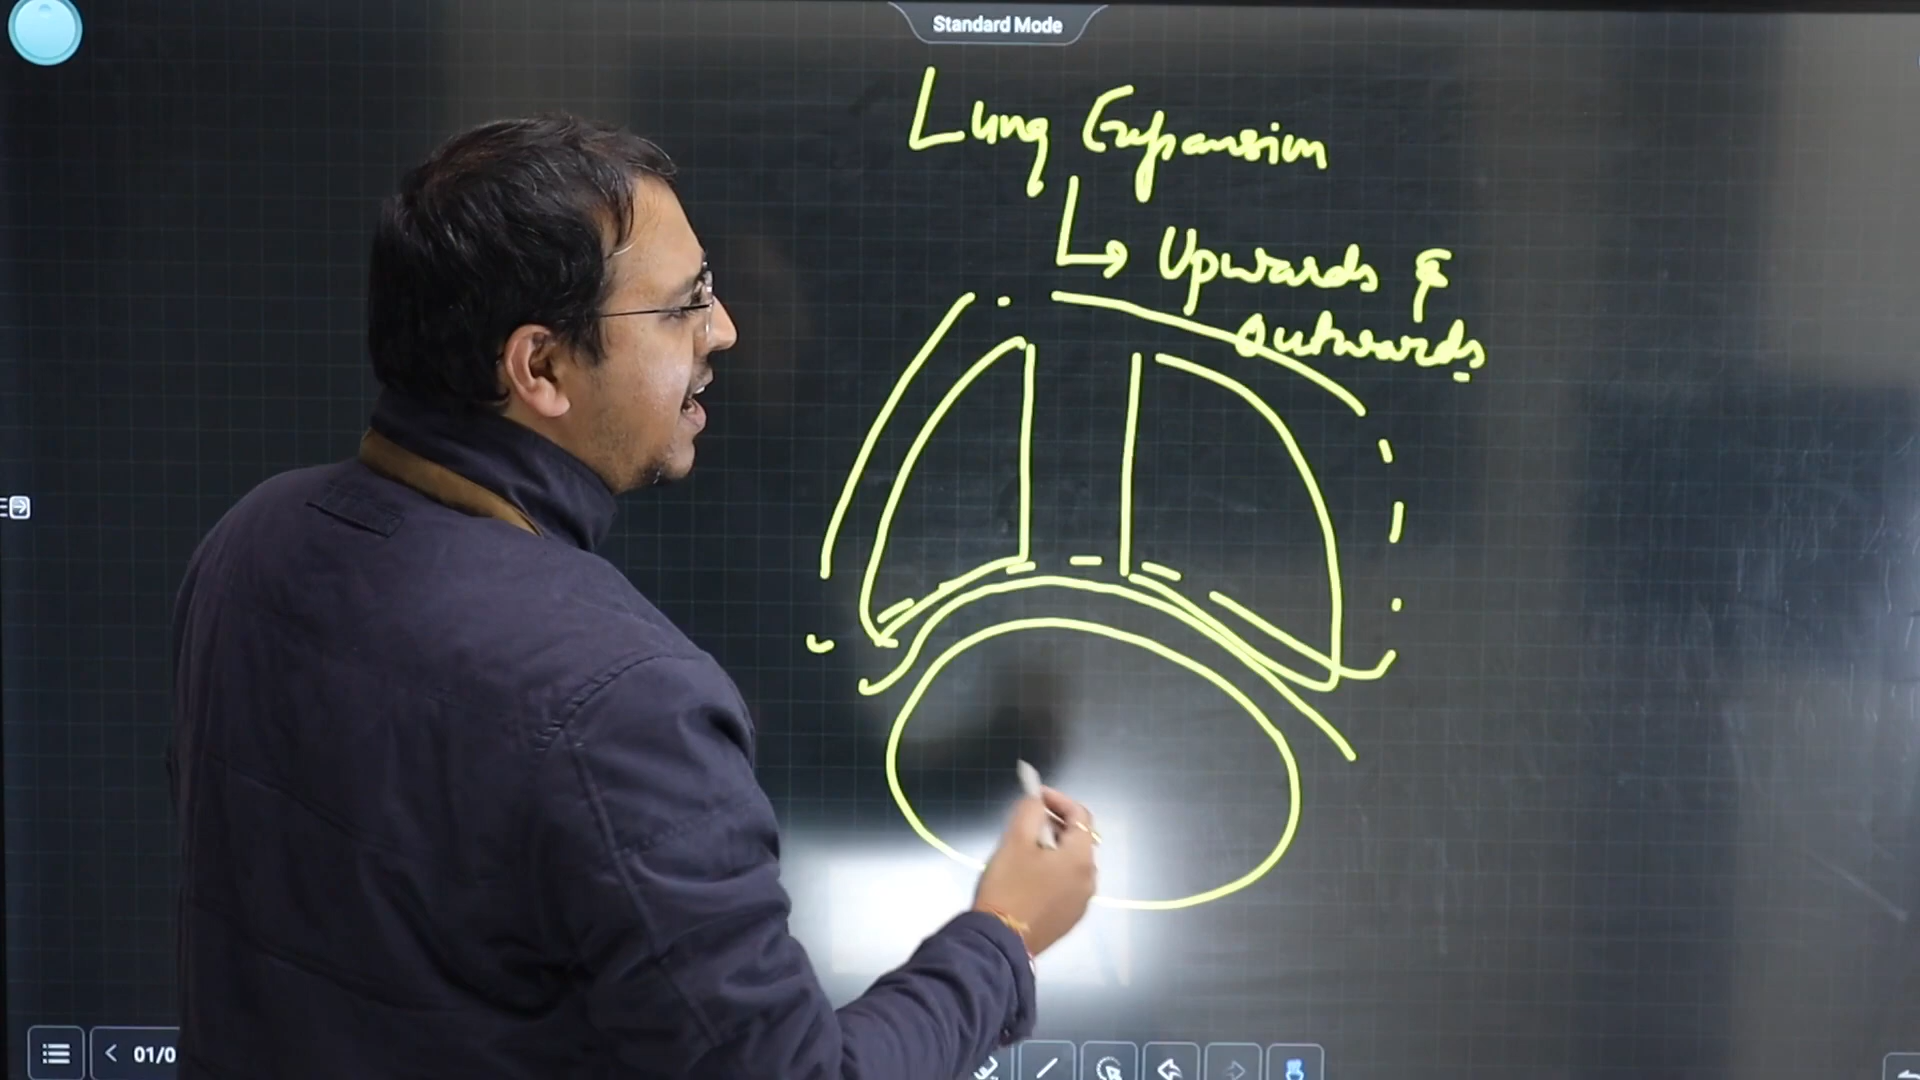 Standard Mode
Lung Expansion
↳ Upwards &
outwards
01/0